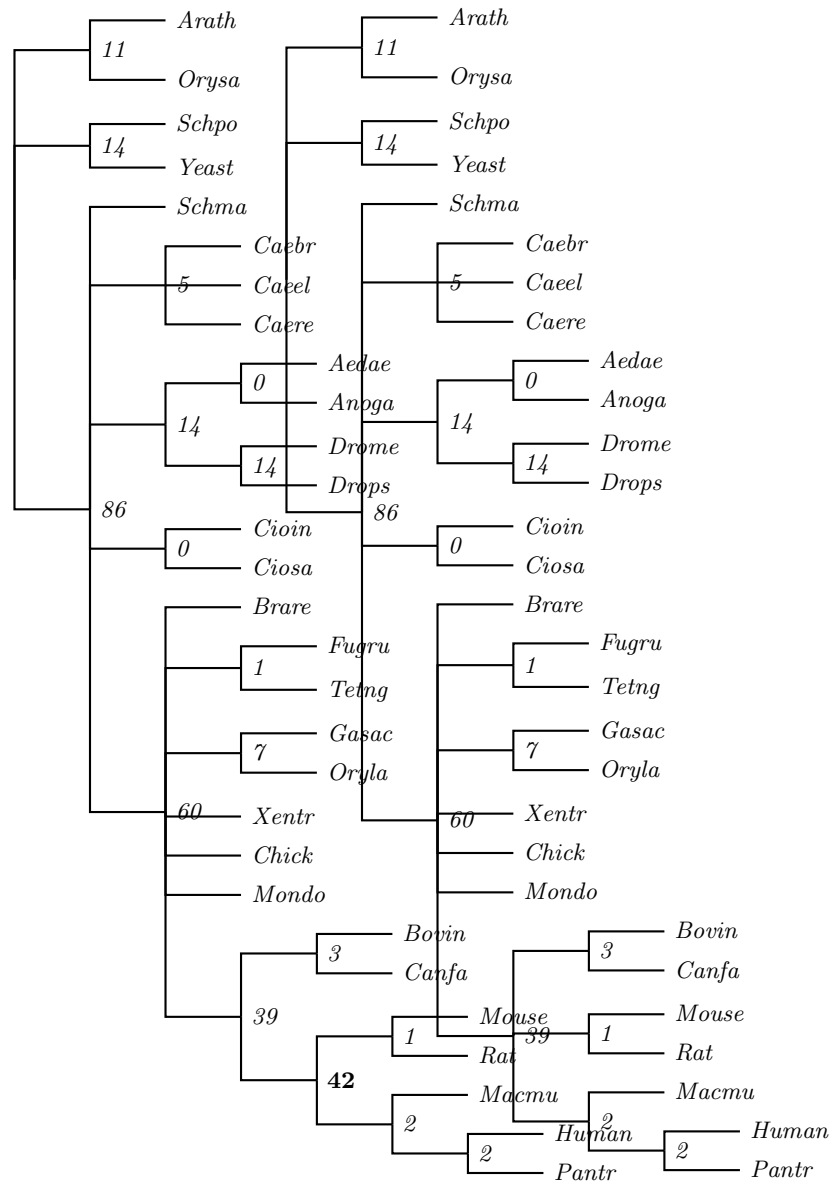 Arath
11
Orysa
Schpo
14
Yeast
Schma
Caebr
5
Caeel
Caere
Aedae
0
Anoga
14
Drome
14
Drops
86
Cioin
0
Ciosa
Brare
Fugru
1
Tetng
Gasac
7
Oryla
60
Xentr
Chick
Mondo
Bovin
3
Canfa
39
Mouse
1
Rat
42
Macmu
2
Human
2
Pantr
Arath
11
Orysa
Schpo
14
Yeast
Schma
Caebr
5
Caeel
Caere
Aedae
0
Anoga
14
Drome
14
Drops
86
Cioin
0
Ciosa
Brare
Fugru
1
Tetng
Gasac
7
Oryla
60
Xentr
Chick
Mondo
Bovin
3
Canfa
39
Mouse
1
Rat
Macmu
2
Human
2
Pantr